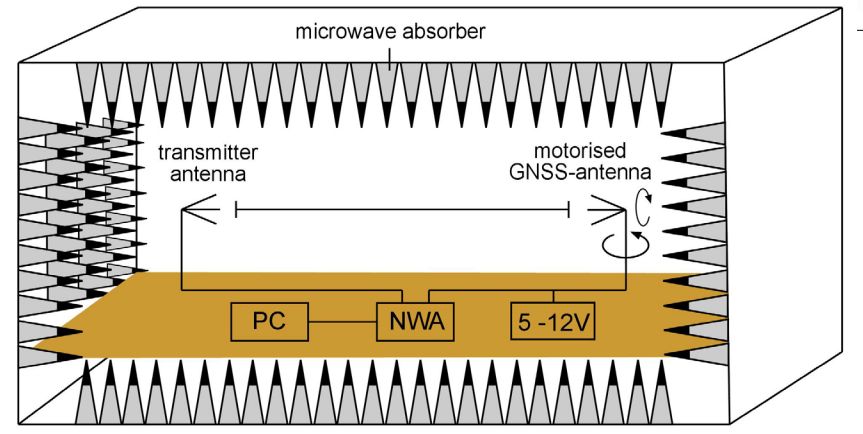 microwave absorber
transmitter
antenna
motorised
GNSS-antenna
PC
NWA
5 -12V